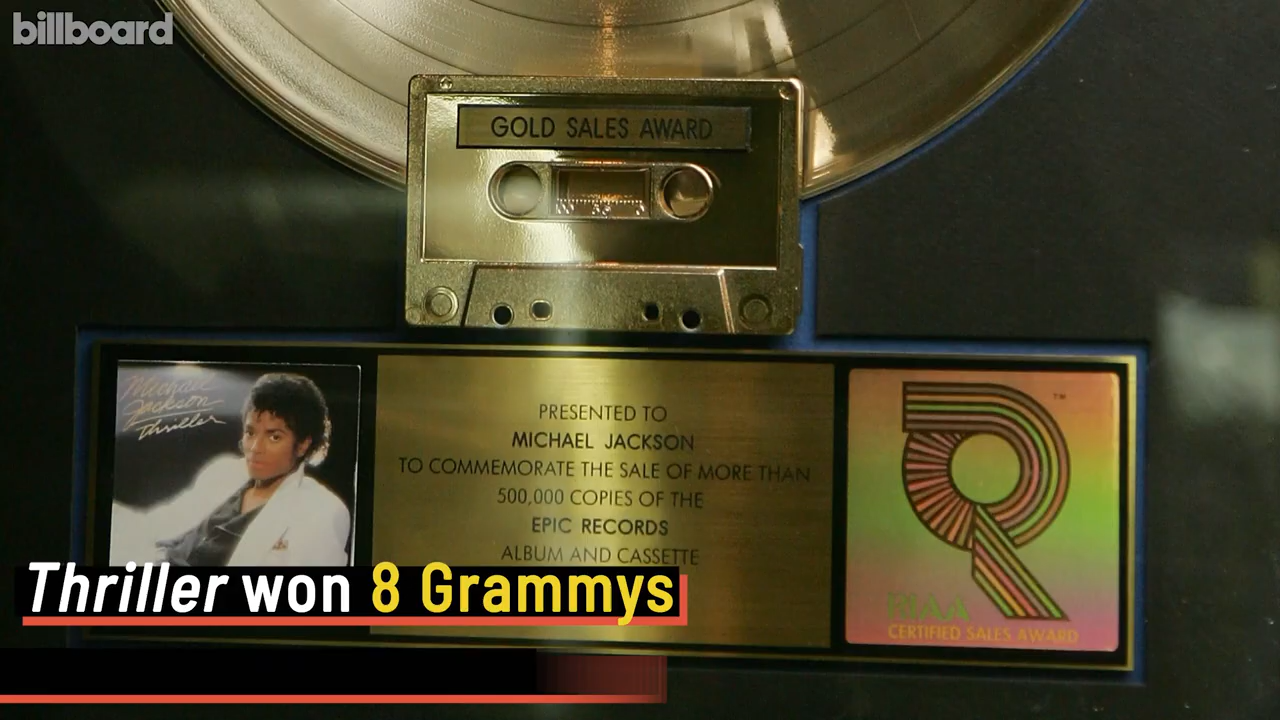 billboard
GOLD SALES AWARD
Michael
Jackson
Thriller
PRESENTED TO
MICHAEL JACKSON
TO COMMEMORATE THE SALE OF MORE THAN
500,000 COPIES OF THE
EPIC RECORDS
ALBUM AND CASSETTE
TM
RIAA
CERTIFIED SALES AWARD
Thriller won 8 Grammys